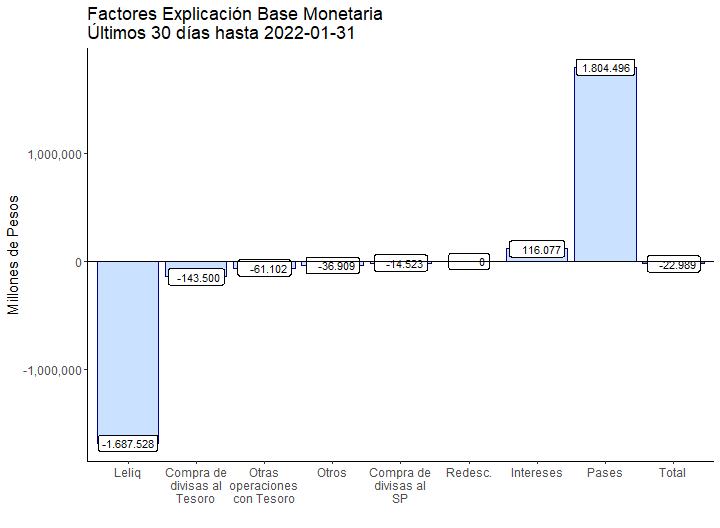 Factores Explicación Base Monetaria
Últimos 30 días hasta 2022-01-31
Millones de Pesos
1,000,000
0
-1,000,000
-1.687.528
-143.500
-61.102
-36.909
-14.523
0
116.077
1.804.496
-22.989
Leliq
Compra de
divisas al
Tesoro
Otras
operaciones
con Tesoro
Otros
Compra de
divisas al
SP
Redesc.
Intereses
Pases
Total